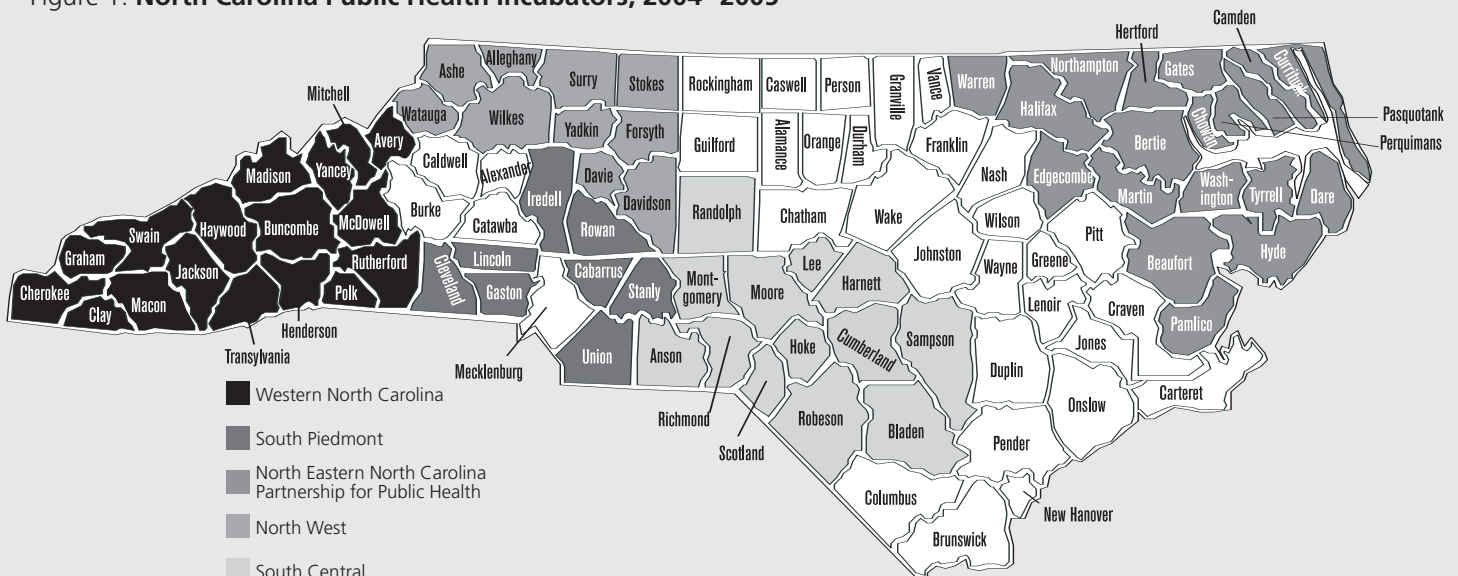 Figure 1. North Carolina Public Health Incubators, 2004–2005
Camden
Hertford
Alleghany
Ashe
Surry
Stokes
Rockingham
Caswell
Person
Granville
Vance
Warren
Northampton
Gates
Currituck
Mitchell
Watauga
Wilkes
Yadkin
Forsyth
Guilford
Alamance
Orange
Durham
Franklin
Halifax
Bertie
Chowan
Pasquotank
Perquimans
Avery
Yancey
Madison
Caldwell
Alexander
Iredell
Davie
Davidson
Randolph
Chatham
Wake
Nash
Edgecombe
Martin
Wash-
ington
Tyrrell
Dare
Burke
Catawba
Rowan
Wilson
Pitt
Swain
Haywood
Buncombe
McDowell
Johnston
Greene
Wayne
Beaufort
Hyde
Graham
Jackson
Rutherford
Lincoln
Cleveland
Gaston
Cabarrus
Stanly
Mont-
gomery
Moore
Lee
Harnett
Cherokee
Clay
Macon
Polk
Lenoir
Craven
Pamlico
Henderson
Transylvania
Mecklenburg
Union
Anson
Hoke
Cumberland
Sampson
Jones
Duplin
Onslow
Carteret
Richmond
Scotland
Robeson
Bladen
Pender
Columbus
New Hanover
Brunswick
Western North Carolina
South Piedmont
North Eastern North Carolina
Partnership for Public Health
North West
South Central